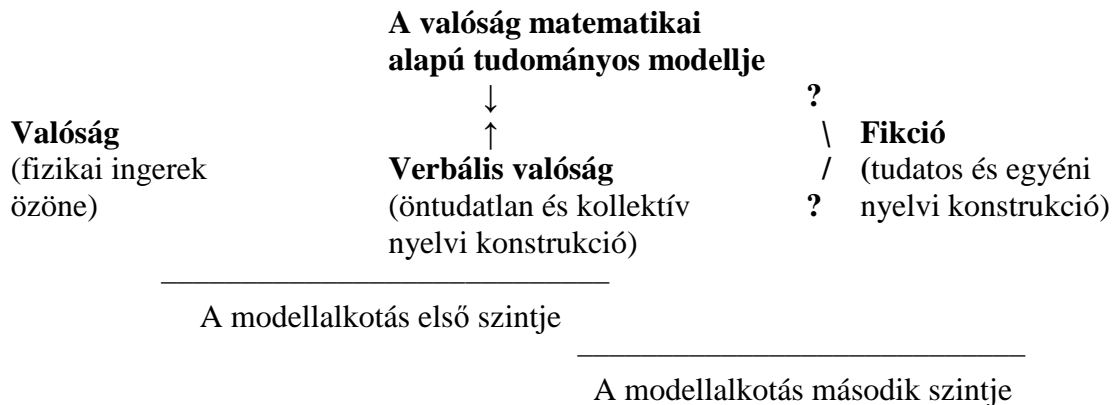 A valóság matematikai
alapú tudományos modellje
↓ ?
Valóság ↑ \ Fikció
(fizikai ingerek Verbális valóság / (tudatos és egyéni
özöne) (öntudatlan és kollektív ? nyelvi konstrukció)
nyelvi konstrukció)
A modellalkotás első szintje
A modellalkotás második szintje